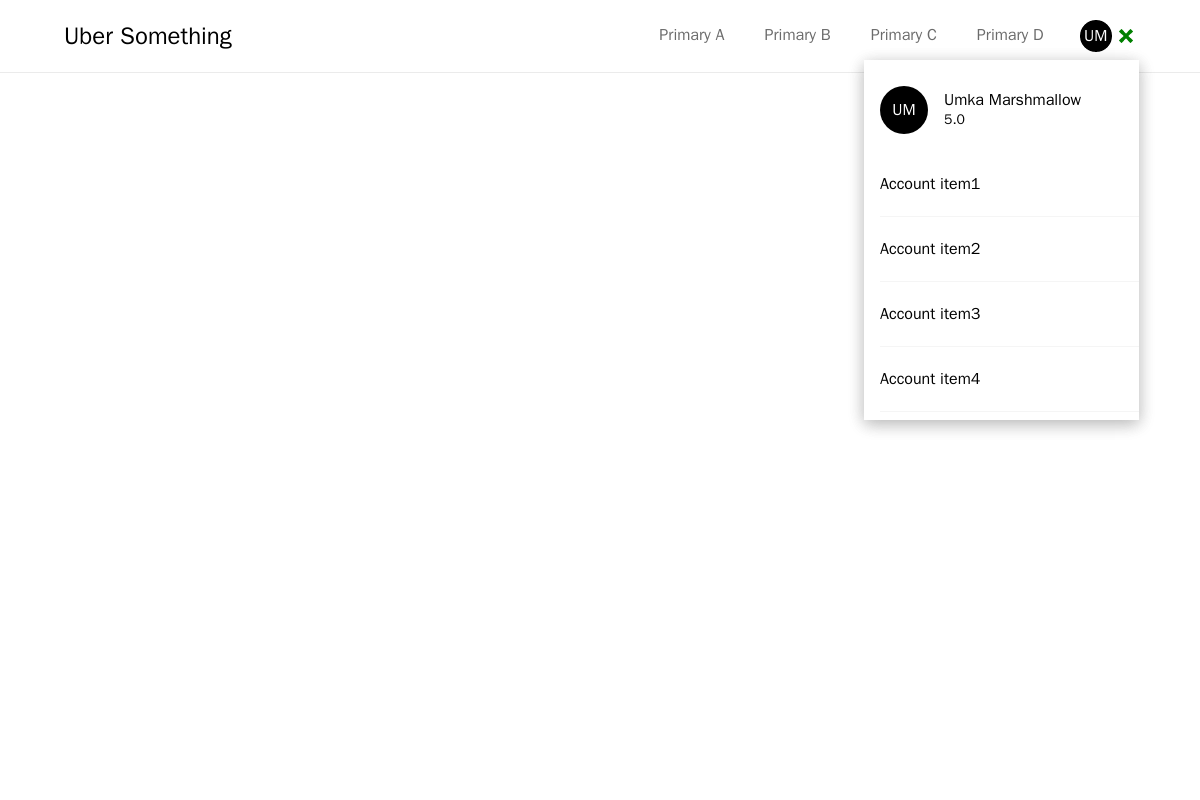 Uber Something
Primary A
Primary B
Primary C
Primary D
UM
UM
Umka Marshmallow
5.0
Account item1
Account item2
Account item3
Account item4